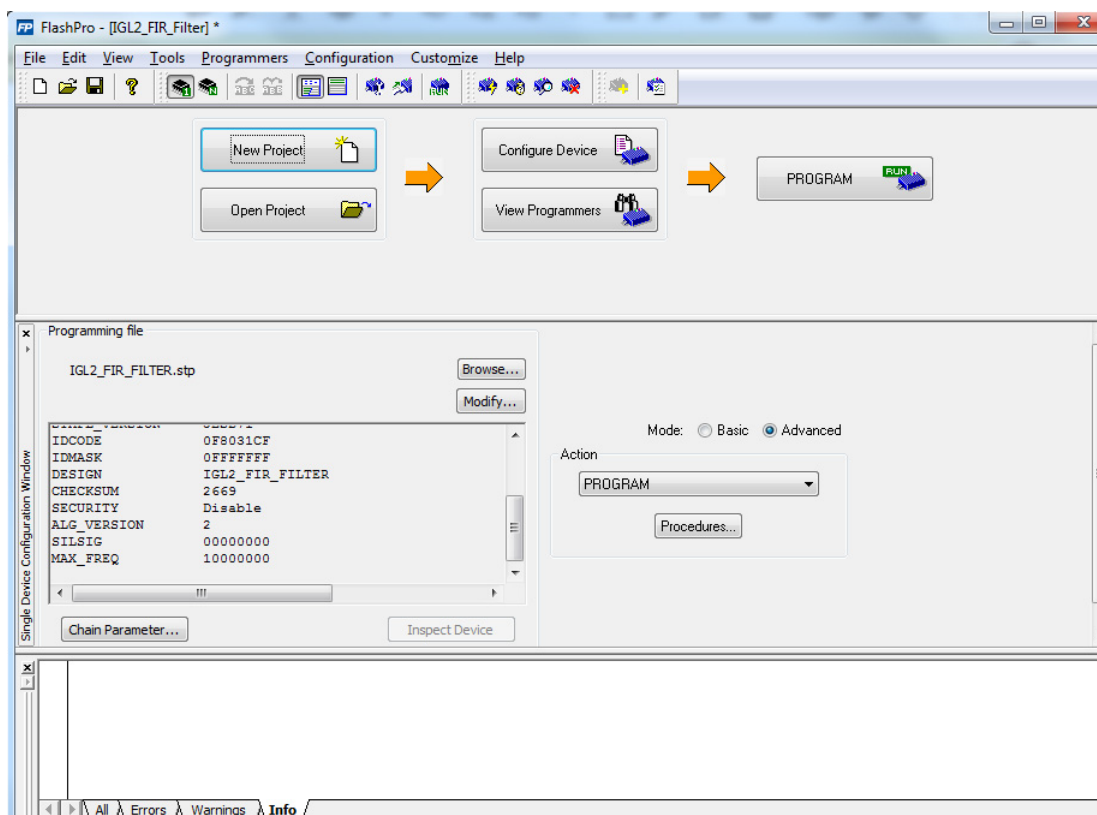 FP FlashPro - [IGL2_FIR_Filter] *
File Edit View Tools Programmers Configuration Customize Help
New Project
Configure Device
PROGRAM
RUN
Open Project
View Programmers
Programming file
IGL2_FIR_FILTER.stp
Browse...
Modify...
IDCODE 0F8031CF
IDMASK 0FFFFFFF
DESIGN IGL2_FIR_FILTER
CHECKSUM 2669
SECURITY Disable
ALG_VERSION 2
SILSIG 00000000
MAX_FREQ 10000000
Chain Parameter...
Inspect Device
Mode: Basic Advanced
Action
PROGRAM
Procedures...
Single Device Configuration Window
All Errors Warnings Info